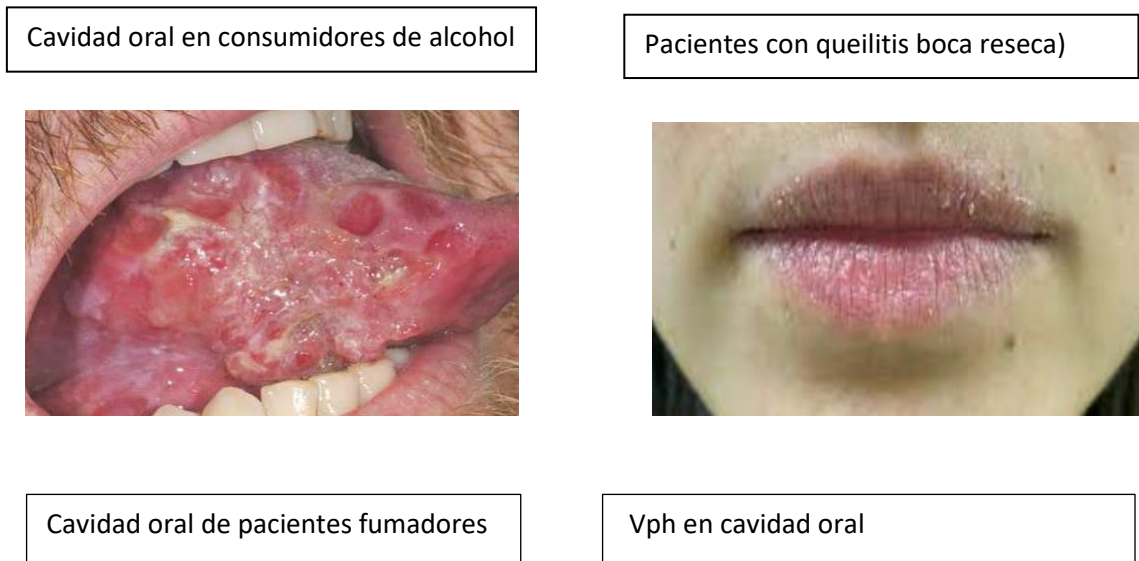 Cavidad oral en consumidores de alcohol
Pacientes con queilitis boca reseca)
Cavidad oral de pacientes fumadores
Vph en cavidad oral